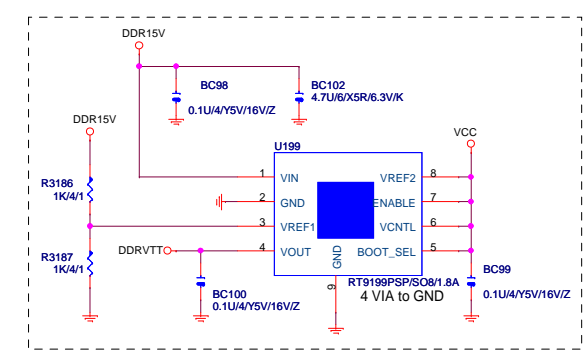 DDR15V
BC98
0.1U/4/Y5V/16V/Z
BC102
4.7U/6/X5R/6.3V/K
DDR15V
VCC
U199
1 VIN VREF2 8
2 GND ENABLE 7
3 VREF1 VCNTL 6
4 VOUT BOOT_SEL 5
GND
9
R3186
1K/4/1
R3187
1K/4/1
DDRVTT
BC100
0.1U/4/Y5V/16V/Z
RT9199PSP/SO8/1.8A
4 VIA to GND
BC99
0.1U/4/Y5V/16V/Z